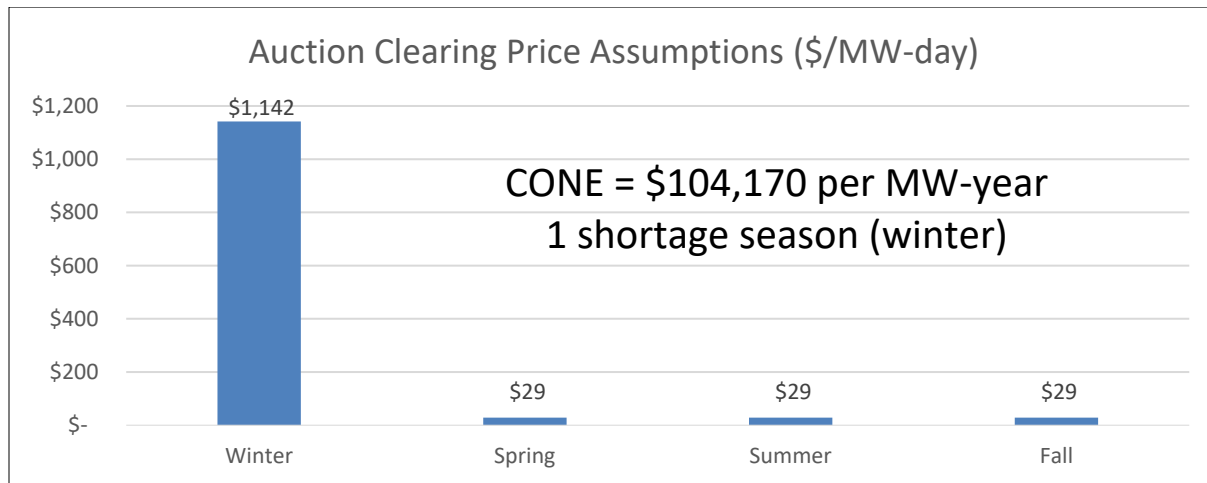 Auction Clearing Price Assumptions ($/MW-day)
$1,200
$1,142
$1,000
CONE = $104,170 per MW-year
$800
1 shortage season (winter)
$600
$400
$200
$29
$29
$29
$-
Winter
Spring
Summer
Fall